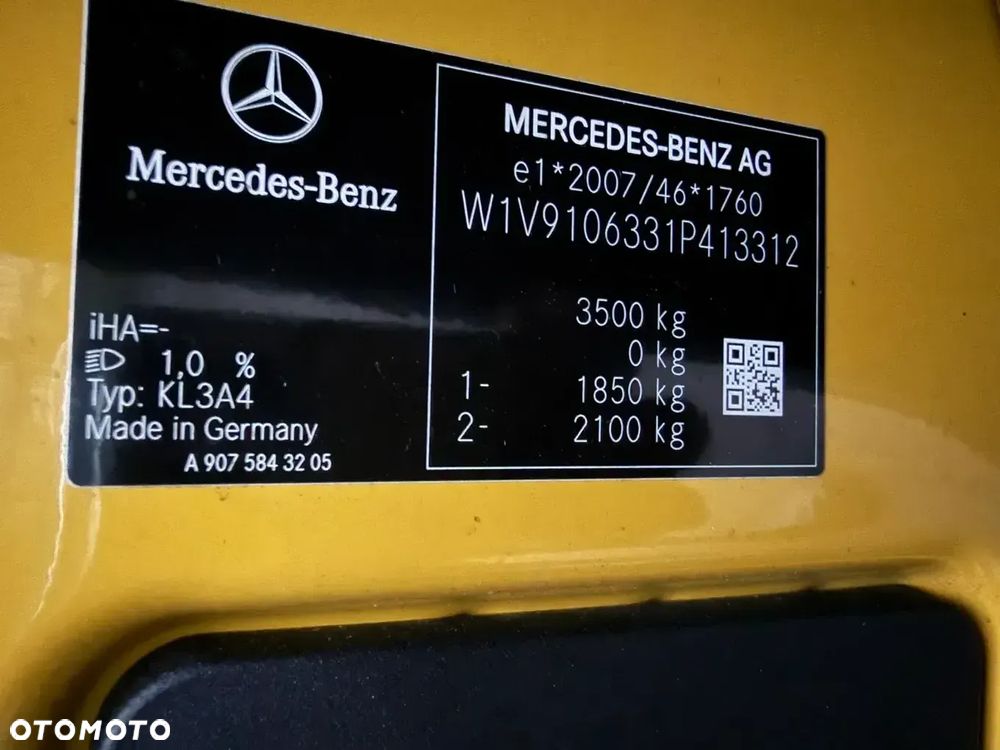 Mercedes-Benz
iHA=-
1,0 %
Typ: KL3A4
Made in Germany
A 907 584 32 05
MERCEDES-BENZ AG
e1*2007/46*1760
W1V9106331P413312
3500 kg
0 kg
1- 1850 kg
2- 2100 kg
OTOMOTO